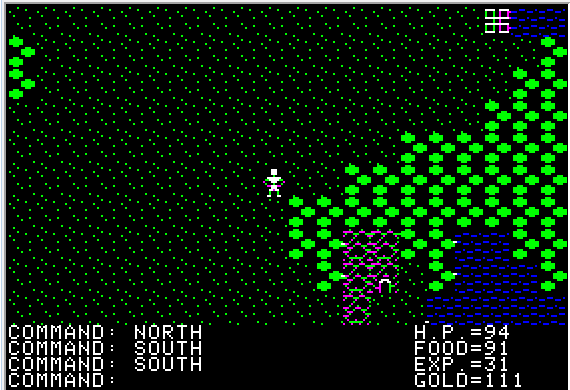 COMMAND: NORTH H.P =94
COMMAND: SOUTH FOOD=91
COMMAND: SOUTH EXP =31
COMMAND: GOLD=111